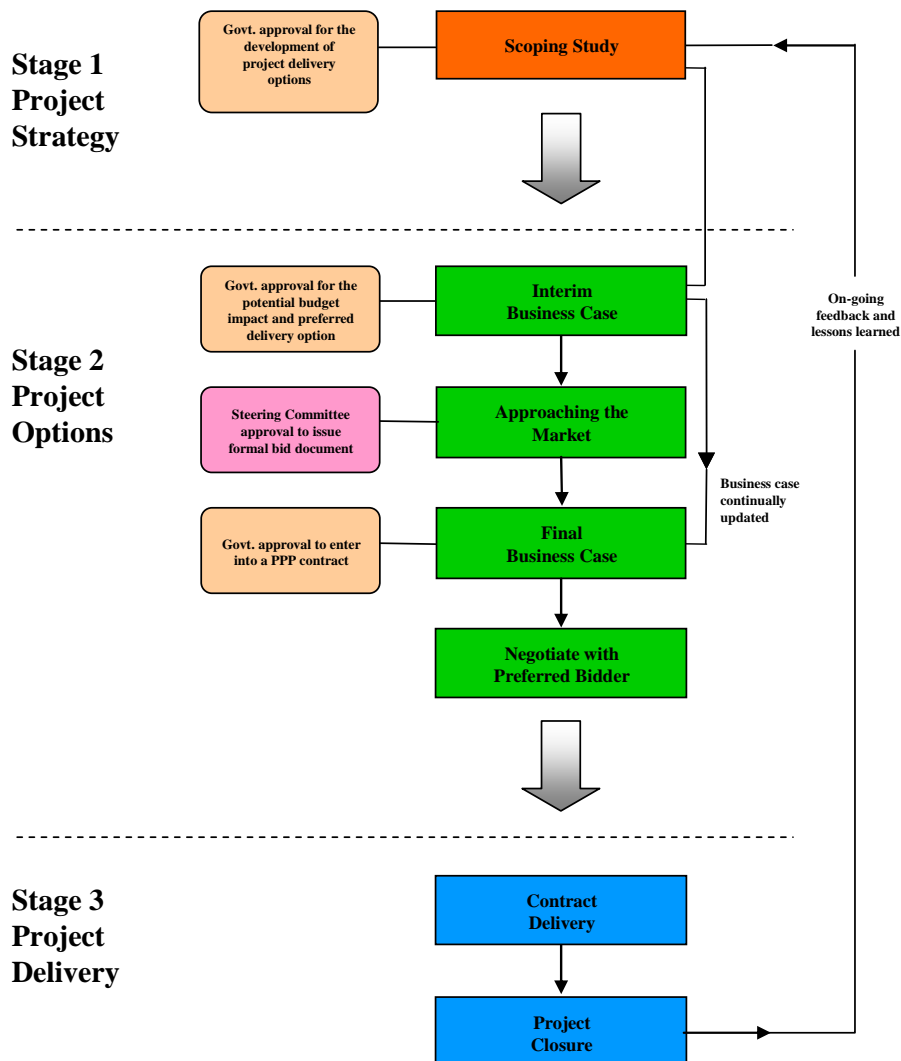 Stage 1
Project
Strategy
Govt. approval for the
development of
project delivery
options
Scoping Study
Stage 2
Project
Options
Govt. approval for the
potential budget
impact and preferred
delivery option
Interim
Business Case
On-going
feedback and
lessons learned
Steering Committee
approval to issue
formal bid document
Approaching the
Market
Business case
continually
updated
Govt. approval to enter
into a PPP contract
Final
Business Case
Negotiate with
Preferred Bidder
Stage 3
Project
Delivery
Contract
Delivery
Project
Closure